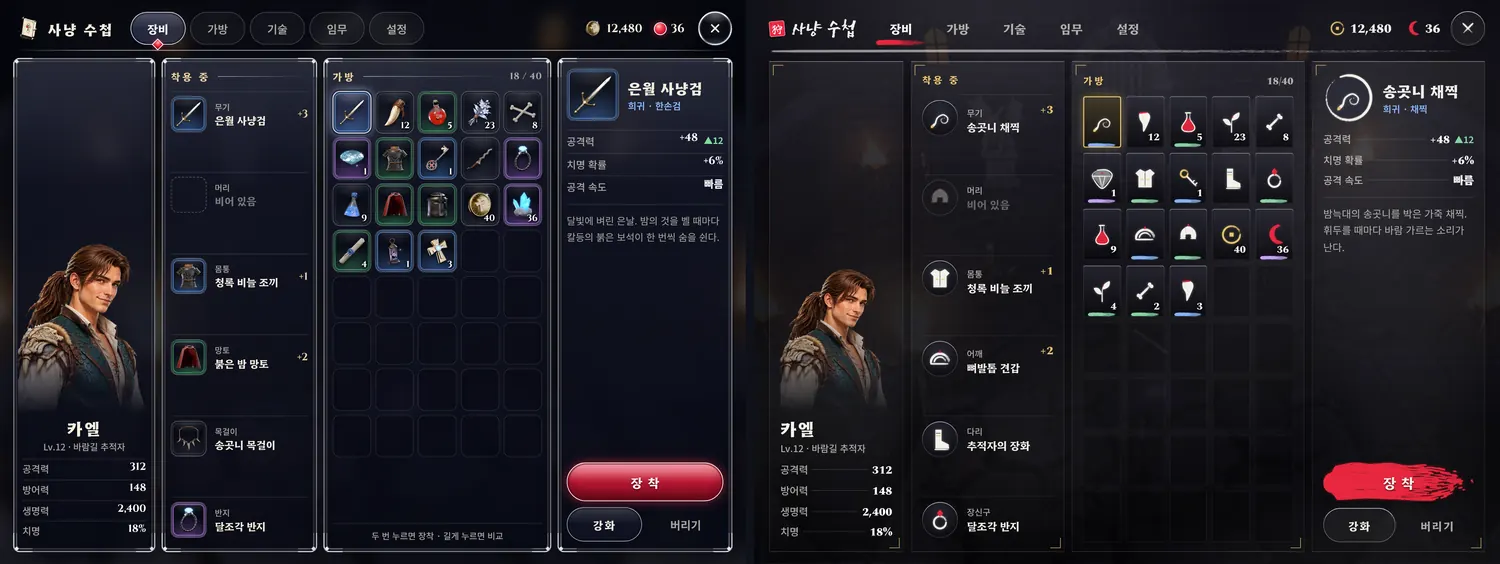 사냥 수첩
장비
가방
기술
임무
설정
12,480
36
카엘
Lv.12 · 바람길 추적자
공격력 312
방어력 148
생명력 2,400
치명 18%
착용 중
무기
은월 사냥검
+3
머리
비어 있음
몸통
청록 비늘 조끼
+1
망토
붉은 밤 망토
+2
목걸이
송곳니 목걸이
반지
달조각 반지
가방
18 / 40
12
5
23
8
1
1
9
40
36
4
1
3
두 번 누르면 장착 · 길게 누르면 비교
은월 사냥검
희귀 · 한손검
공격력 +48 ▲12
치명 확률 +6%
공격 속도 빠름
달빛에 벼린 은날. 밤의 것을 벨 때마다
칼등의 붉은 보석이 한 번씩 숨을 쉰다.
장착
강화
버리기
狩
사냥 수첩
장비
가방
기술
임무
설정
12,480
36
카엘
Lv.12 · 바람길 추적자
공격력 312
방어력 148
생명력 2,400
치명 18%
착용 중
무기
송곳니 채찍
+3
머리
비어 있음
몸통
청록 비늘 조끼
+1
어깨
뼈발톱 견갑
+2
다리
추적자의 장화
장신구
달조각 반지
가방
18/40
12
5
23
8
1
1
9
40
36
4
2
3
송곳니 채찍
희귀 · 채찍
공격력 +48 ▲12
치명 확률 +6%
공격 속도 빠름
밤늑대의 송곳니를 박은 가죽 채찍.
휘두를 때마다 바람 가르는 소리가
난다.
장착
강화
버리기